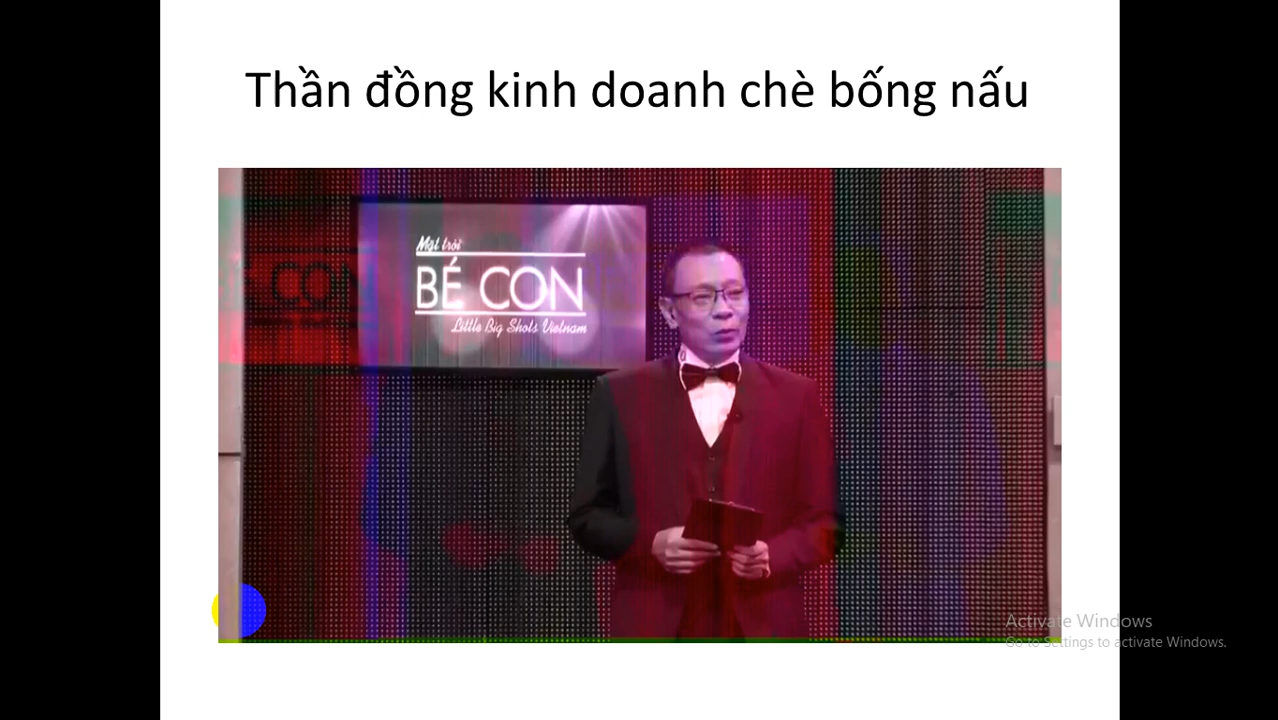 Thần đồng kinh doanh chè bống nấu
Mặt trời
BÉ CON
Little Big Shots Vietnam
CON
Activate Windows
Go to Settings to activate Windows.